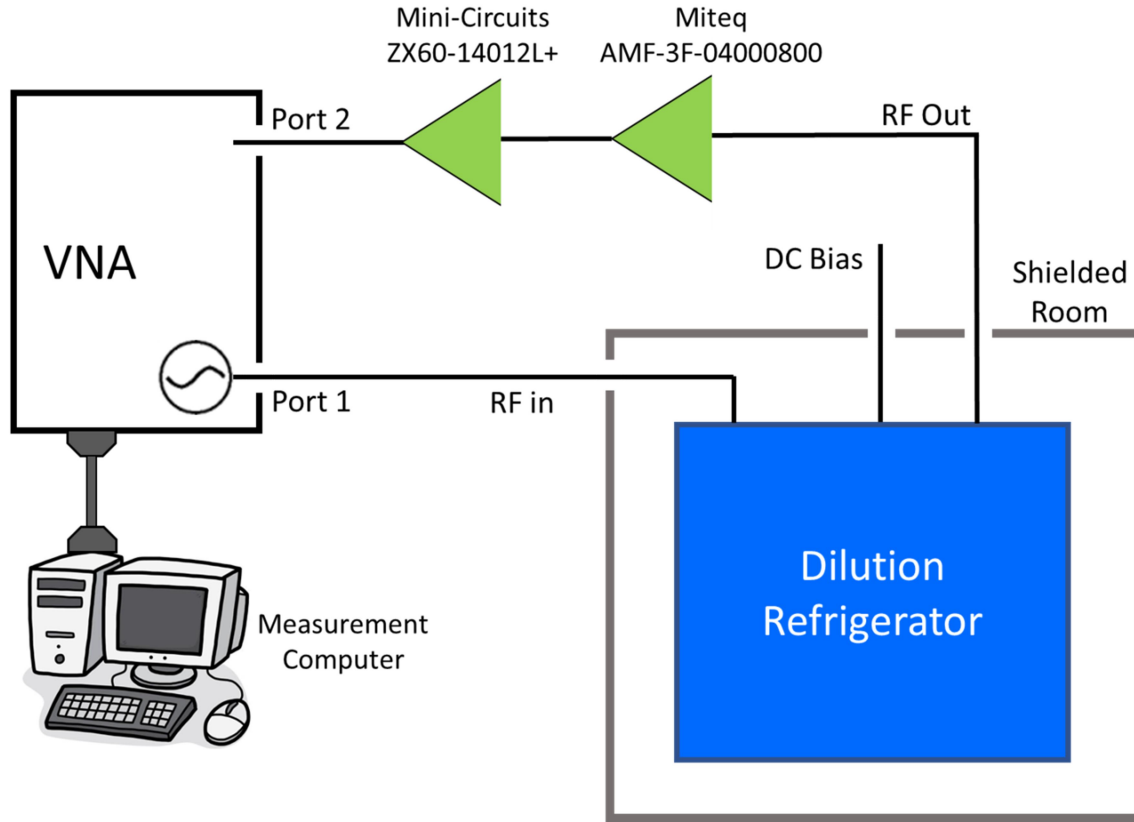 Mini-Circuits
ZX60-14012L+
Miteq
AMF-3F-04000800
Port 2
RF Out
VNA
DC Bias
Shielded
Room
Port 1
RF in
Dilution
Refrigerator
Measurement
Computer